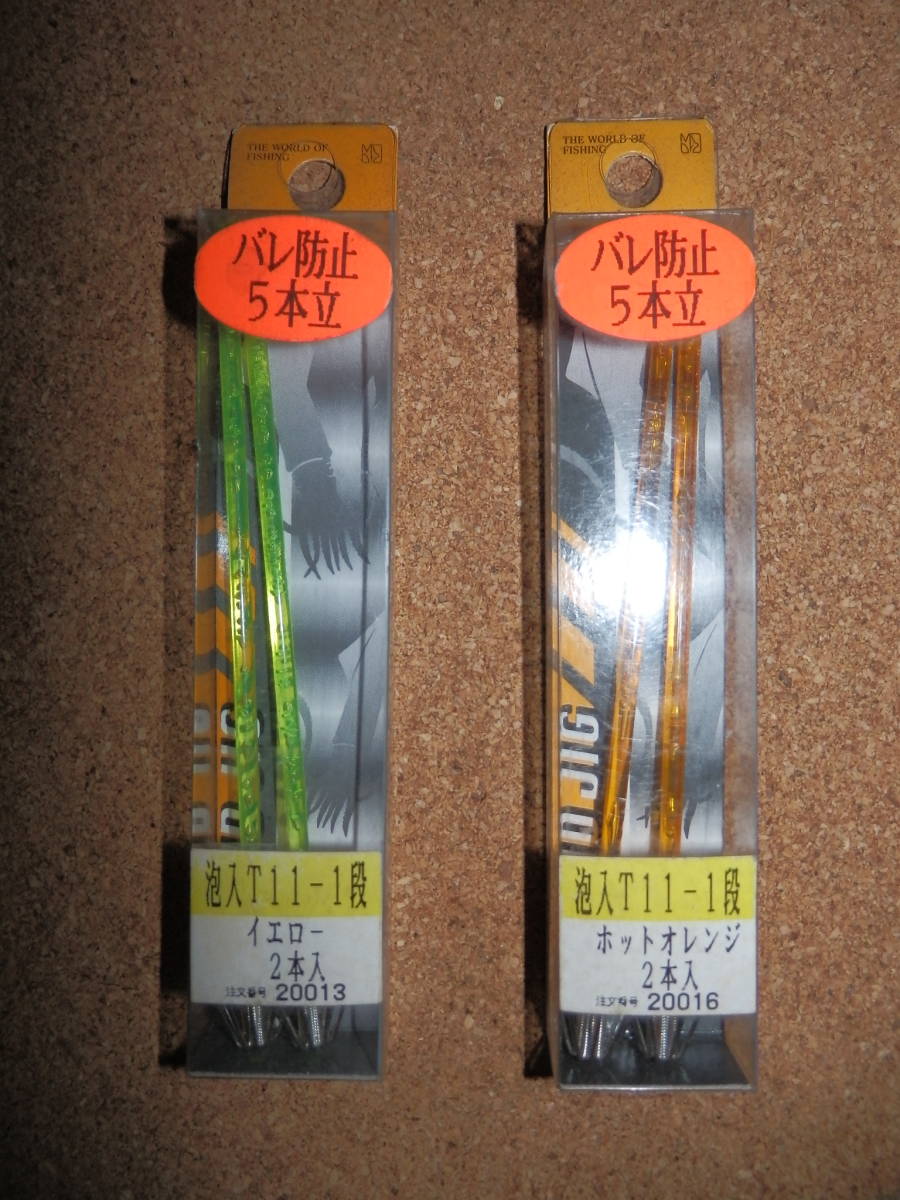 THE WORLD OF
FISHING
バレ防止
5本立
D JIG
泡入T11-1段
イエロー
2本入
注文番号 20013
THE WORLD OF
FISHING
バレ防止
5本立
D JIG
泡入T11-1段
ホットオレンジ
2本入
注文番号 20016